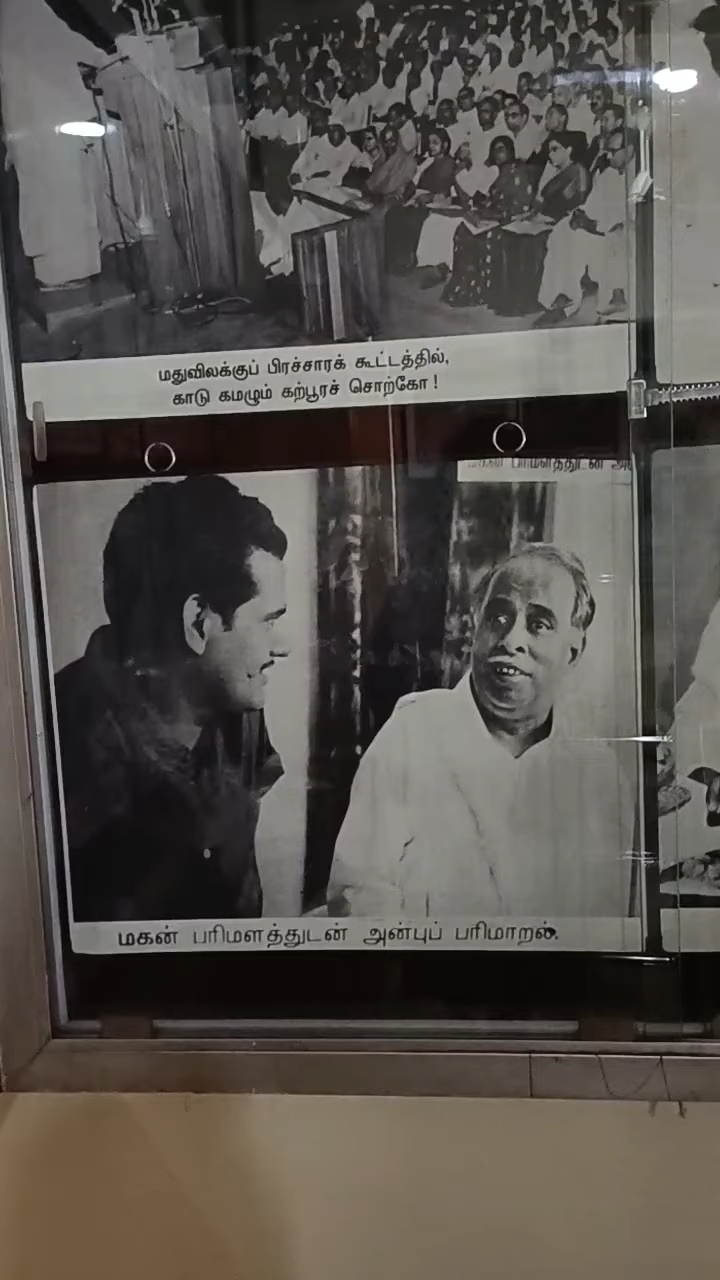 மதுவிலக்குப் பிரச்சாரக் கூட்டத்தில்,
காடு கமழும் கற்பூரச் சொற்கோ !
மகன் பரிமளத்துடன் அன்புப் பரிமாறல்.